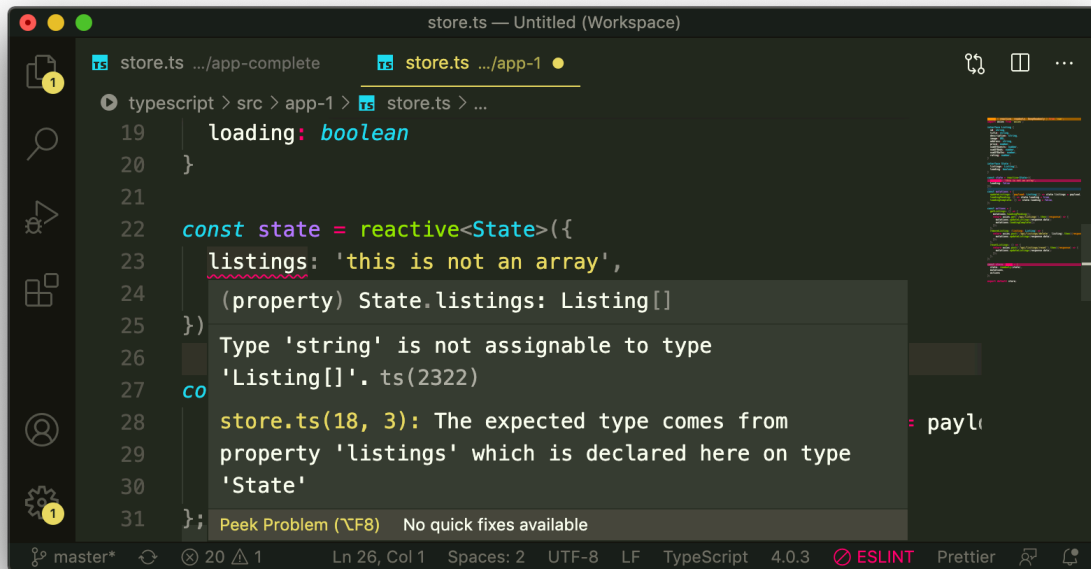 store.ts — Untitled (Workspace)
TS store.ts .../app-complete
TS store.ts .../app-1
1
typescript > src > app-1 > TS store.ts > ...
19 loading: boolean
20 }
21
22 const state = reactive<State>({
23 listings: 'this is not an array',
24
25 })
26
27 co
28 =
29
30
31 };
(property) State.listings: Listing[]
Type 'string' is not assignable to type
'Listing[]'. ts(2322)
store.ts(18, 3): The expected type comes from
property 'listings' which is declared here on type
'State'
Peek Problem (⌥F8) No quick fixes available
1
master* 20 1 Ln 26, Col 1 Spaces: 2 UTF-8 LF TypeScript 4.0.3 ESLINT Prettier